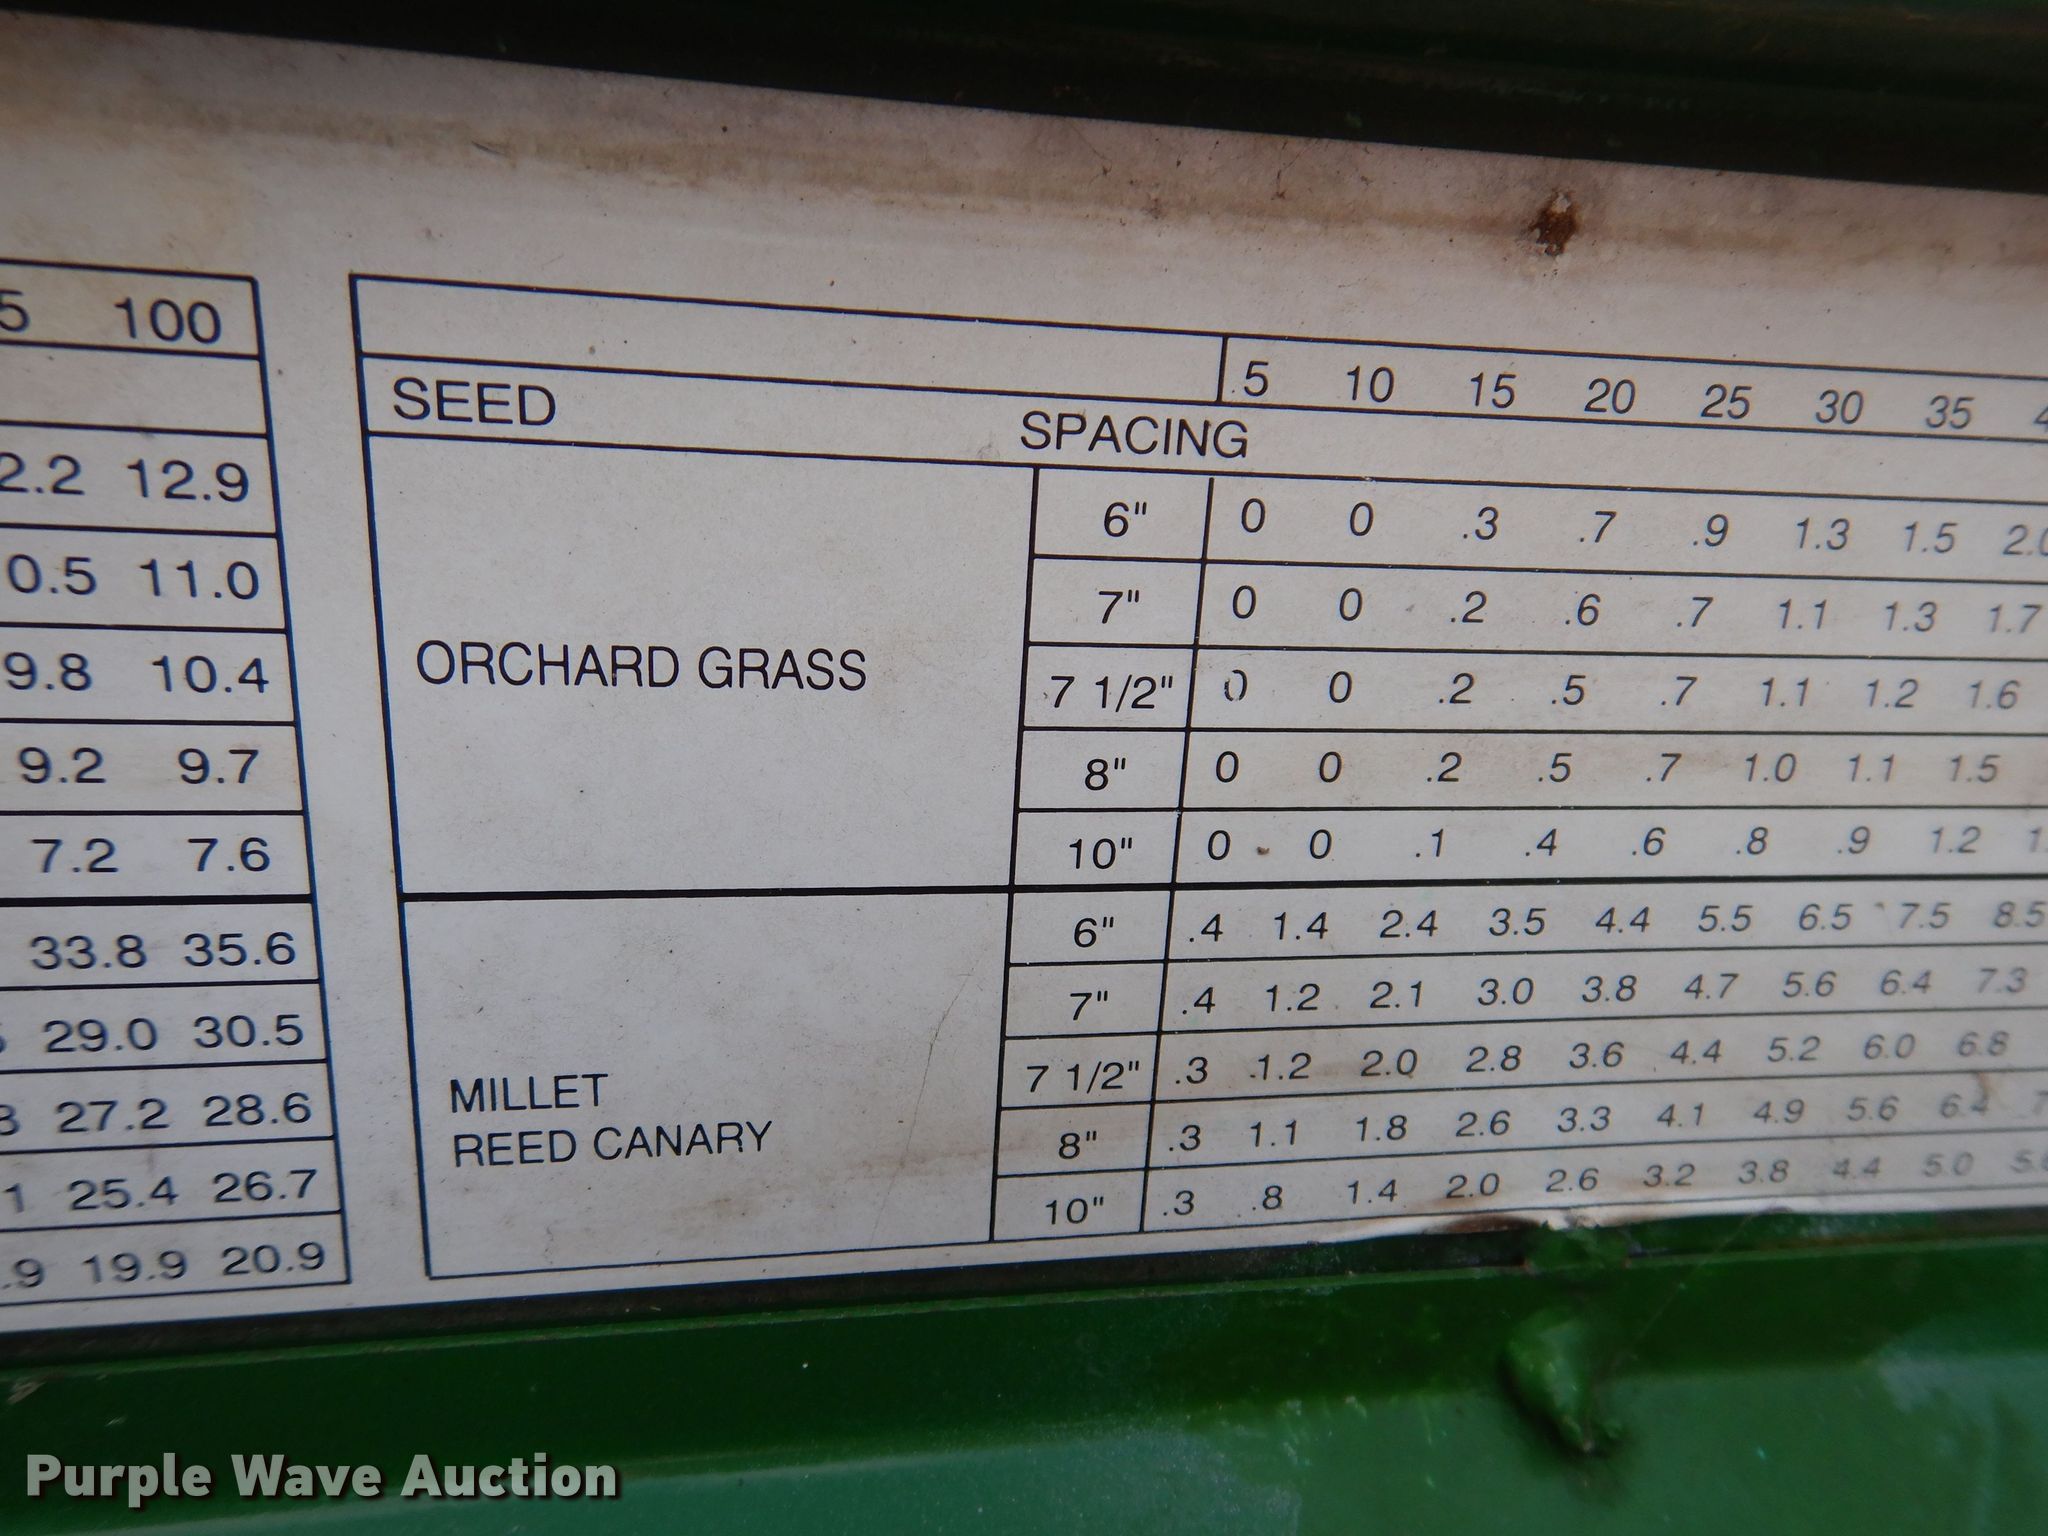 5 100
2.2 12.9
0.5 11.0
9.8 10.4
9.2 9.7
7.2 7.6
33.8 35.6
29.0 30.5
27.2 28.6
1 25.4 26.7
.9 19.9 20.9
5 10 15 20 25 30 35 4
SEED SPACING
ORCHARD GRASS
6" 0 0 .3 .7 .9 1.3 1.5 2.0
7" 0 0 .2 .6 .7 1.1 1.3 1.7
7 1/2" 0 0 .2 .5 .7 1.1 1.2 1.6
8" 0 0 .2 .5 .7 1.0 1.1 1.5
10" 0 0 .1 .4 .6 .8 .9 1.2 1.
MILLET
REED CANARY
6" .4 1.4 2.4 3.5 4.4 5.5 6.5 7.5 8.5
7" .4 1.2 2.1 3.0 3.8 4.7 5.6 6.4 7.3
7 1/2" .3 1.2 2.0 2.8 3.6 4.4 5.2 6.0 6.8
8" .3 1.1 1.8 2.6 3.3 4.1 4.9 5.6 6.4
10" .3 .8 1.4 2.0 2.6 3.2 3.8 4.4 5.0
Purple Wave Auction